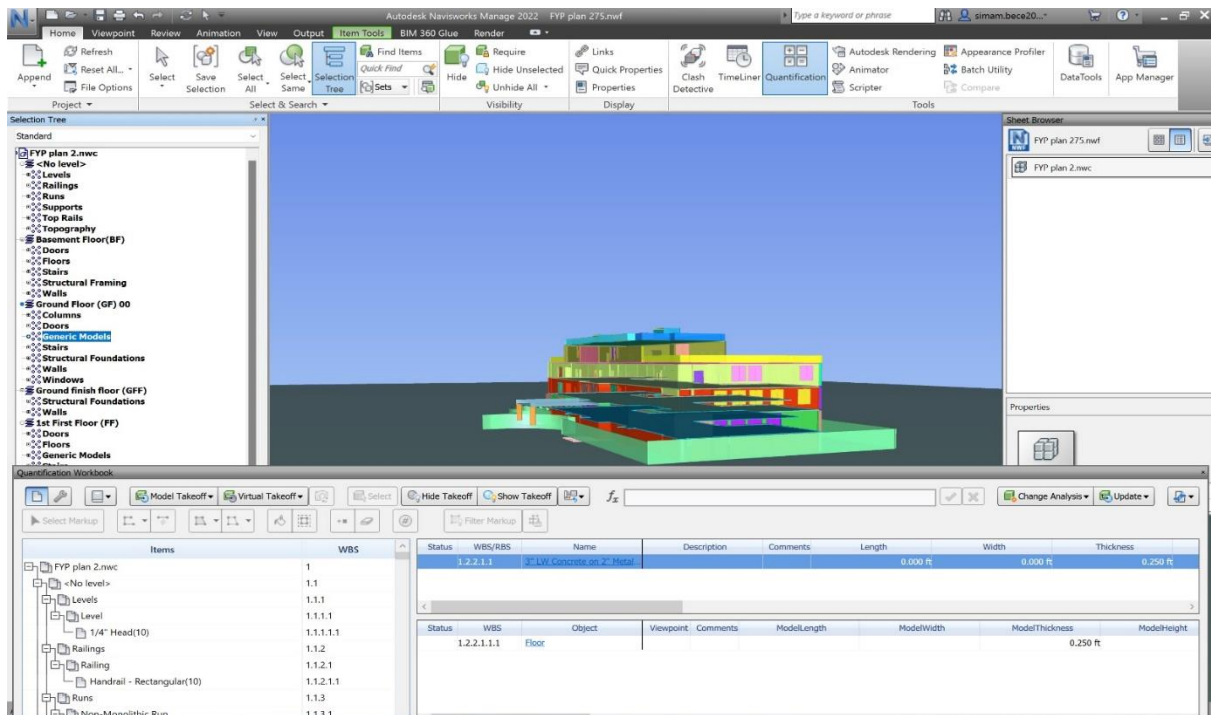 Autodesk Navisworks Manage 2022 FYP plan 275.nwf
Type a keyword or phrase
simam.bece20...
Home Viewpoint Review Animation View Output Item Tools BIM 360 Glue Render
Append
Refresh
Reset All...
File Options
Project
Select
Save Selection
Select All
Select Same
Selection Tree
Find Items
Quick Find
Sets
Select & Search
Hide
Require
Hide Unselected
Unhide All
Visibility
Links
Quick Properties
Properties
Display
Clash Detective
TimeLiner
Quantification
Autodesk Rendering
Animator
Scripter
Appearance Profiler
Batch Utility
Compare
DataTools
App Manager
Tools
Selection Tree
Standard
FYP plan 2.nwc
<No level>
Levels
Railings
Runs
Supports
Top Rails
Topography
Basement Floor(BF)
Doors
Floors
Stairs
Structural Framing
Walls
Ground Floor (GF) 00
Columns
Doors
Generic Models
Stairs
Structural Foundations
Walls
Windows
Ground finish floor (GFF)
Structural Foundations
Walls
1st First Floor (FF)
Doors
Floors
Generic Models
Sheet Browser
NWF
FYP plan 275.nwf
FYP plan 2.nwc
Properties
Quantification Workbook
Model Takeoff Virtual Takeoff Select Hide Takeoff Show Takeoff fx Change Analysis Update
Select Markup Filter Markup
Items WBS
FYP plan 2.nwc 1
<No level> 1.1
Levels 1.1.1
Level 1.1.1.1
1/4" Head(10) 1.1.1.1.1
Railings 1.1.2
Railing 1.1.2.1
Handrail - Rectangular(10) 1.1.2.1.1
Runs 1.1.3
Non-Monolithic Run 1.1.3.1
Status WBS/RBS Name Description Comments Length Width Thickness
1.2.2.1.1 3" LW Concrete on 2" Metal... 0.000 ft 0.000 ft 0.250 ft
Status WBS Object Viewpoint Comments ModelLength ModelWidth ModelThickness ModelHeight
1.2.2.1.1.1 Floor 0.250 ft